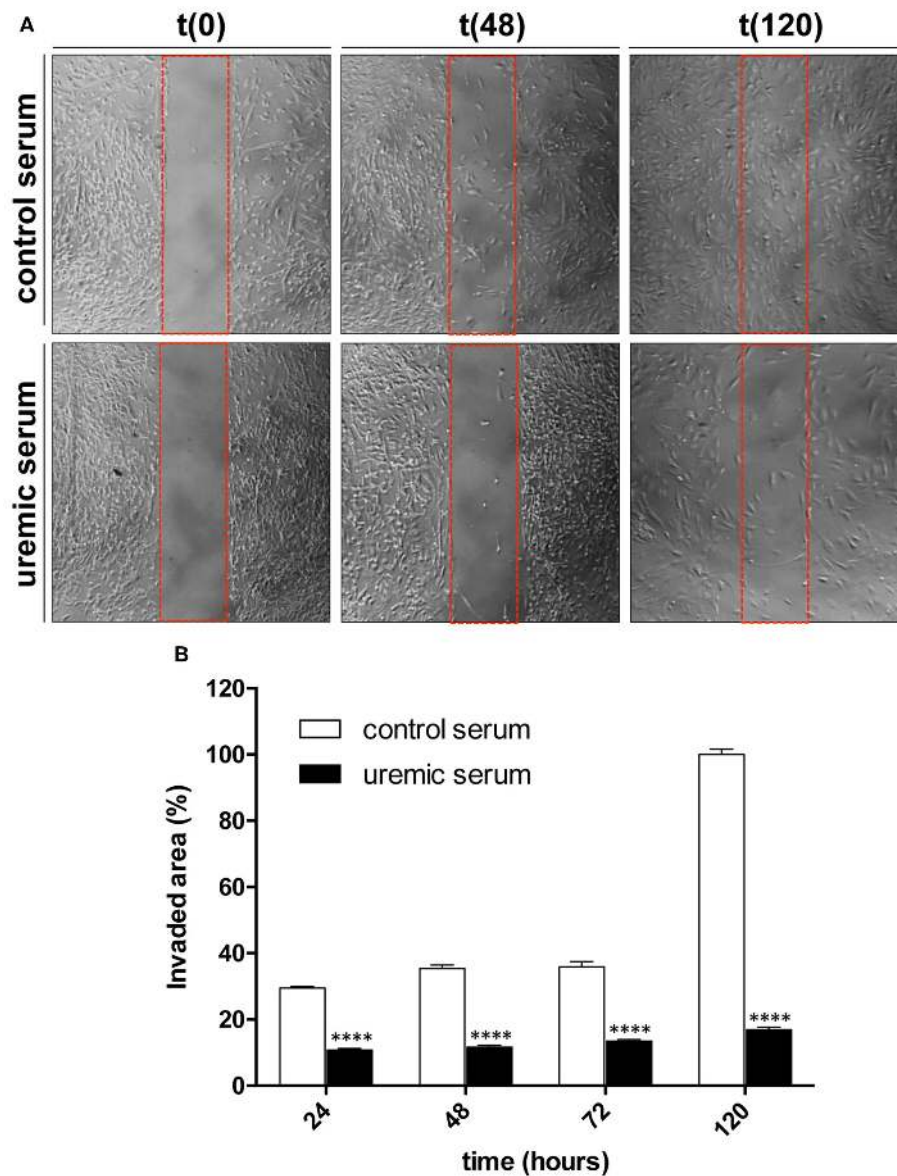 A
t(0) t(48) t(120)
control serum
uremic serum
B
120
100
80
60
40
20
0
Invaded area (%)
control serum
uremic serum
**** **** **** ****
24 48 72 120
time (hours)